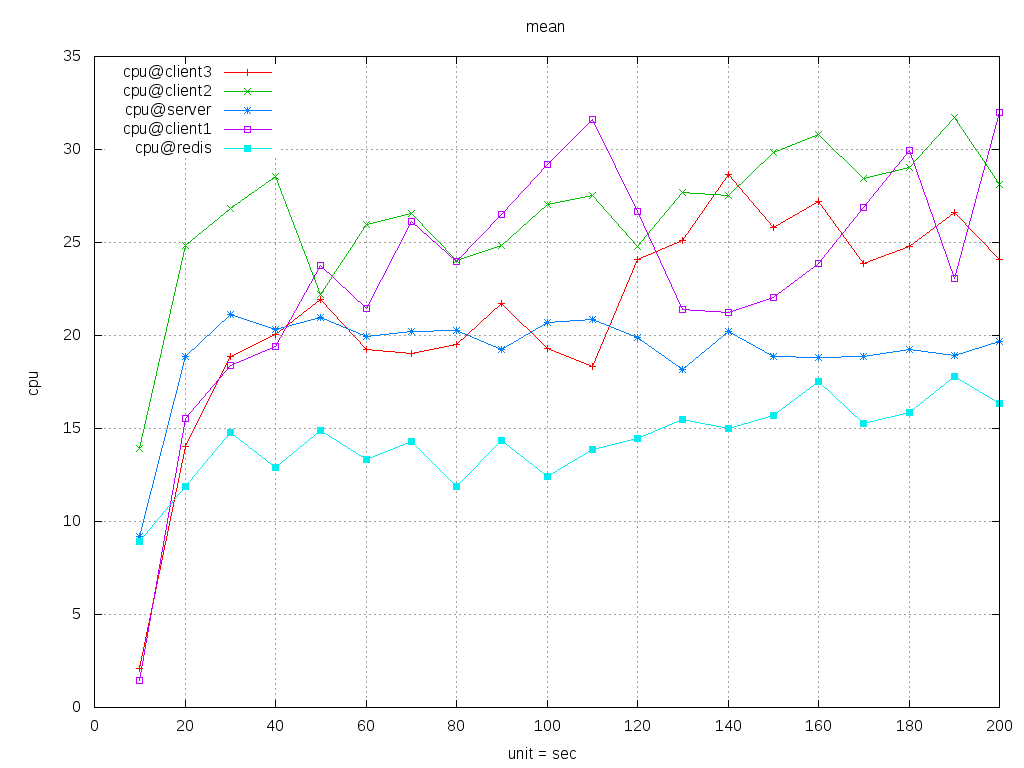 mean
35
30
25
20
15
10
5
0
cpu
cpu@client3
cpu@client2
cpu@server
cpu@client1
cpu@redis
0 20 40 60 80 100 120 140 160 180 200
unit = sec